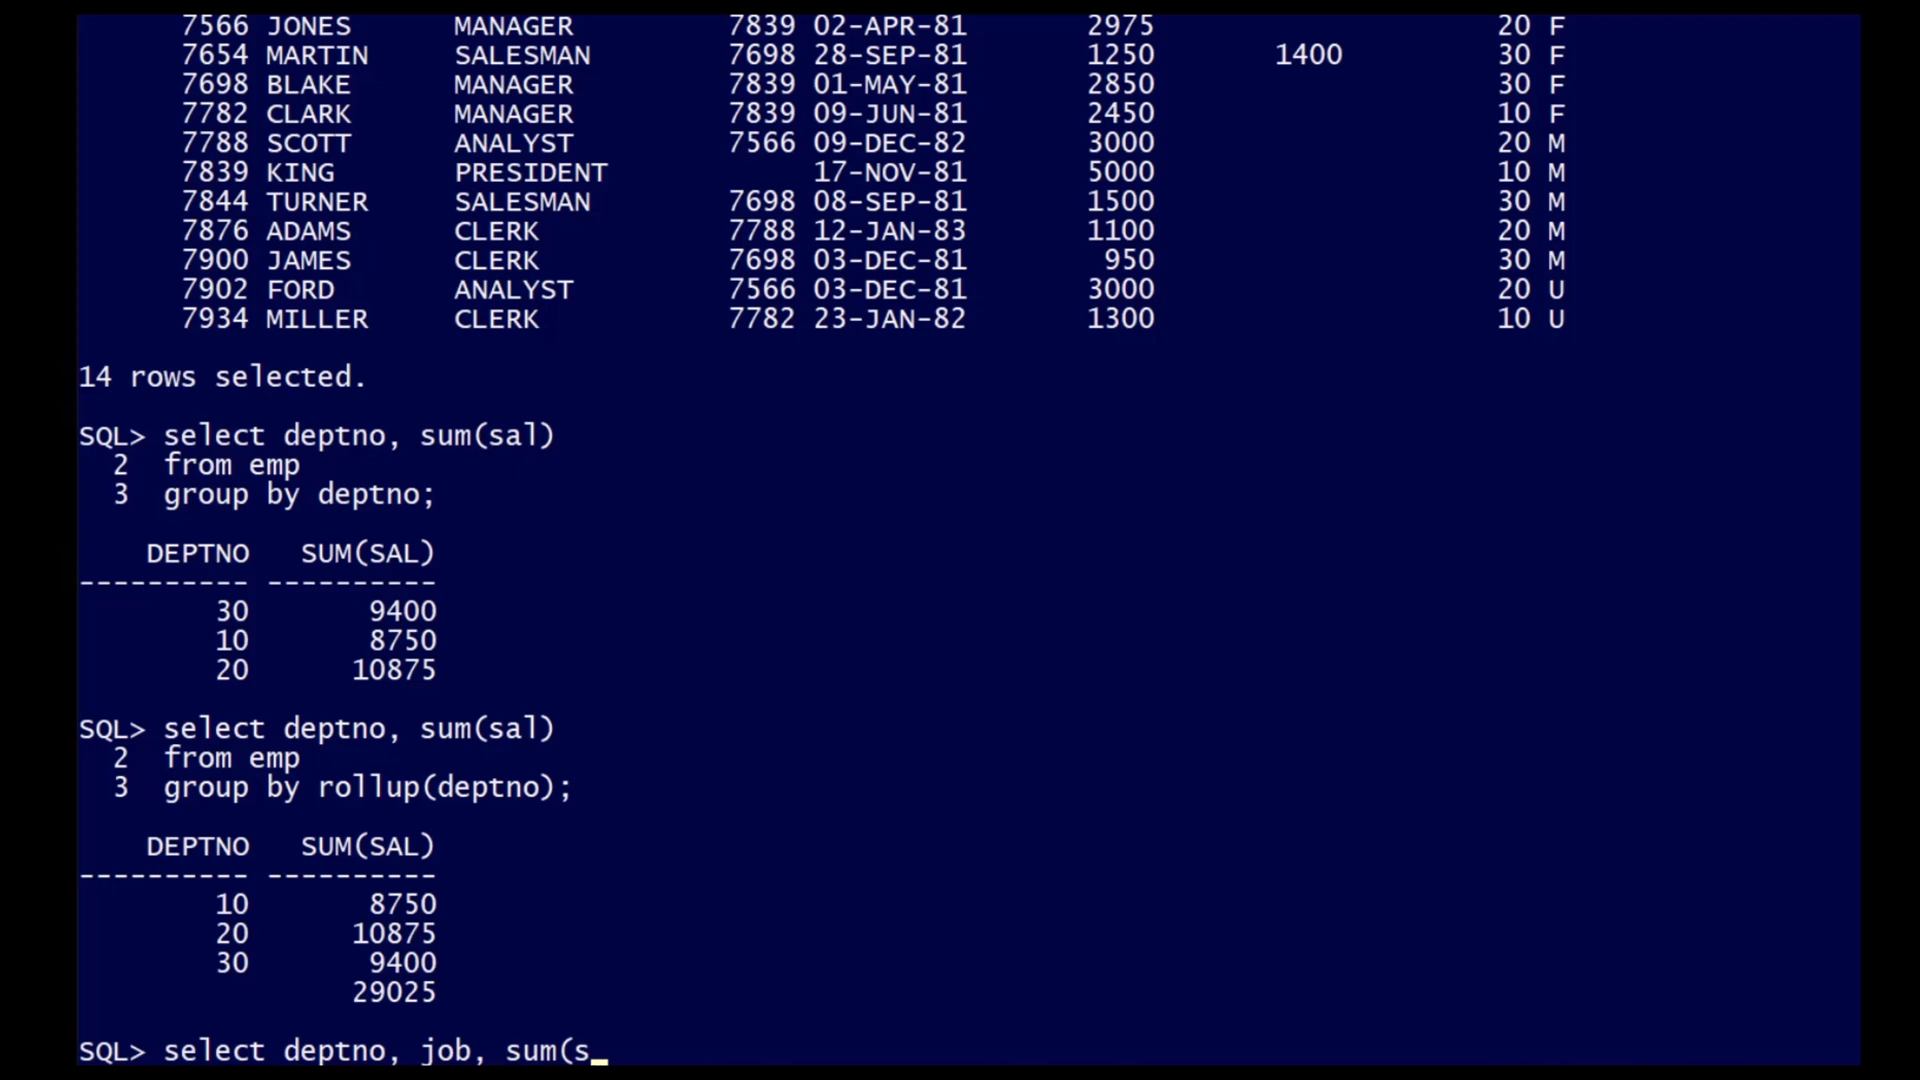 7566 JONES MANAGER 7839 02-APR-81 2975 20 F
7654 MARTIN SALESMAN 7698 28-SEP-81 1250 1400 30 F
7698 BLAKE MANAGER 7839 01-MAY-81 2850 30 F
7782 CLARK MANAGER 7839 09-JUN-81 2450 10 F
7788 SCOTT ANALYST 7566 09-DEC-82 3000 20 M
7839 KING PRESIDENT 17-NOV-81 5000 10 M
7844 TURNER SALESMAN 7698 08-SEP-81 1500 30 M
7876 ADAMS CLERK 7788 12-JAN-83 1100 20 M
7900 JAMES CLERK 7698 03-DEC-81 950 30 M
7902 FORD ANALYST 7566 03-DEC-81 3000 20 U
7934 MILLER CLERK 7782 23-JAN-82 1300 10 U
14 rows selected.
SQL> select deptno, sum(sal)
2 from emp
3 group by deptno;
DEPTNO SUM(SAL)
---------- ----------
30 9400
10 8750
20 10875
SQL> select deptno, sum(sal)
2 from emp
3 group by rollup(deptno);
DEPTNO SUM(SAL)
---------- ----------
10 8750
20 10875
30 9400
29025
SQL> select deptno, job, sum(s_